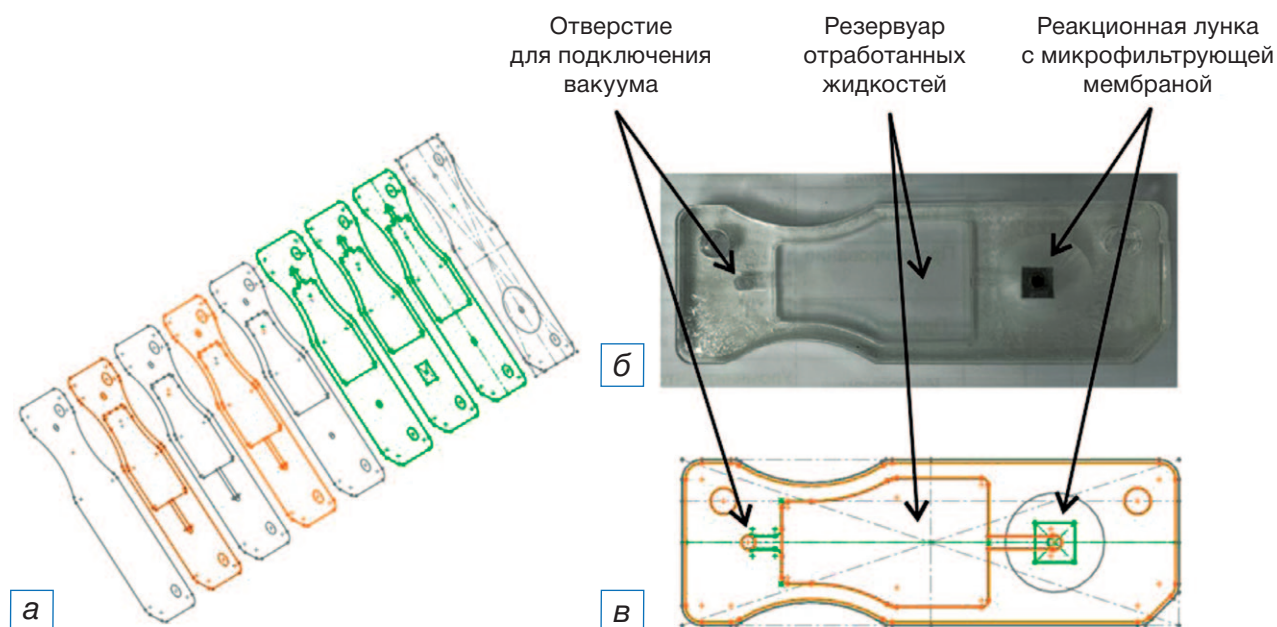 Отверстие
для подключения
вакуума
Резервуар
отработанных
жидкостей
Реакционная лунка
с микрофильтрующей
мембраной
а
б
в